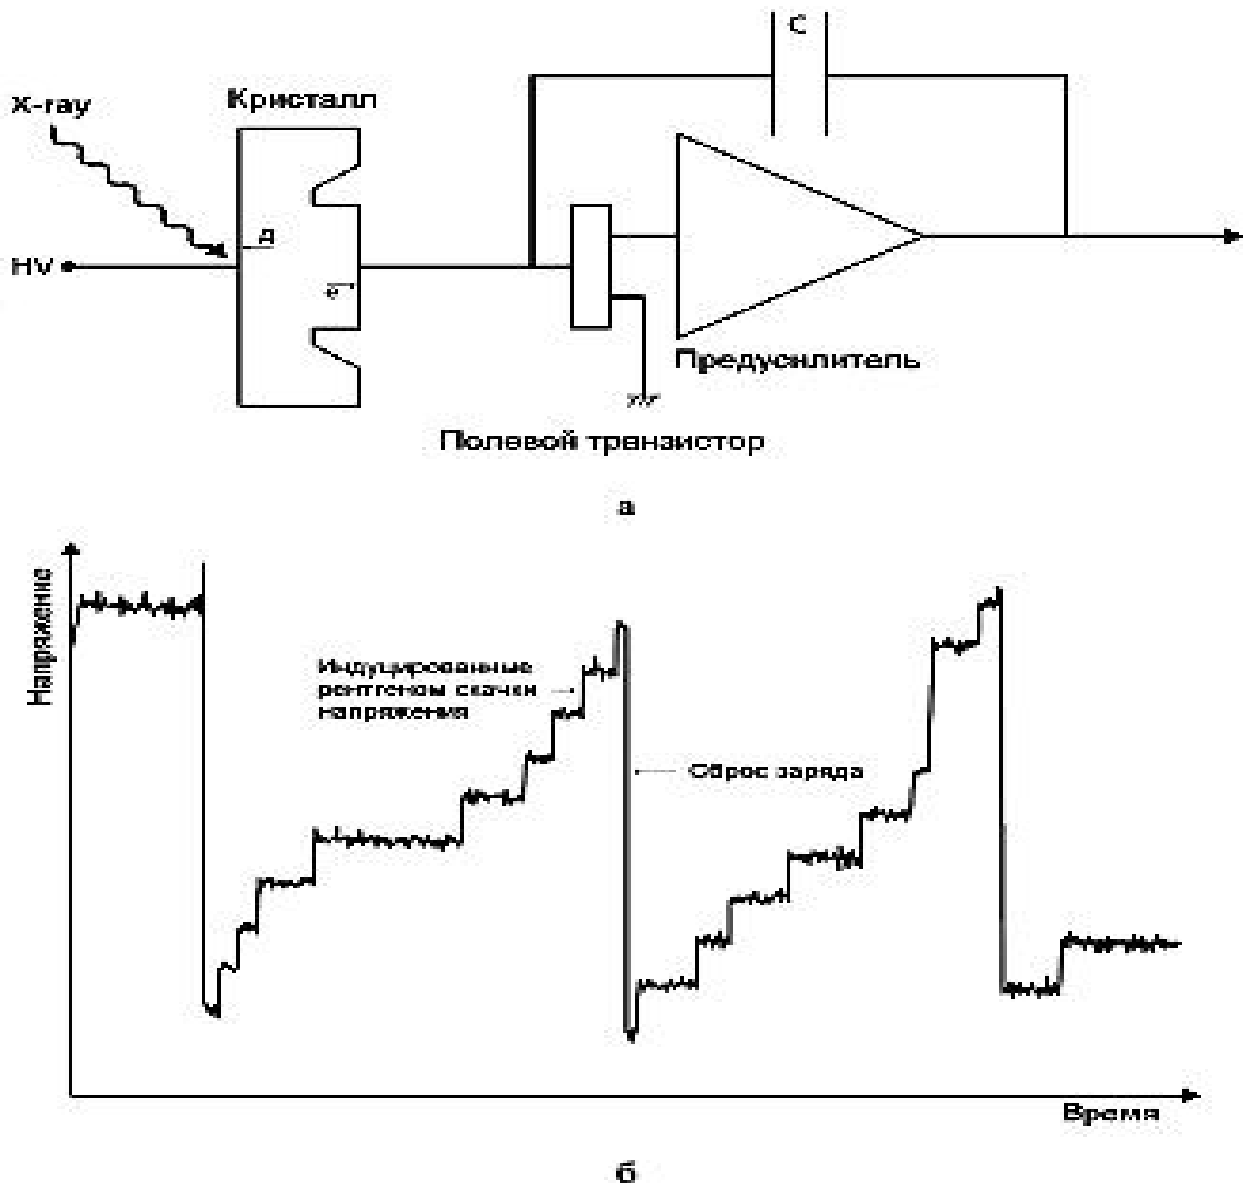 C
X-ray
Кристалл
HV
e
Предусилитель
Полевой транзистор
а
Напряжение
Индуцированные
рентгеном скачки
напряжения
Сброс заряда
Время
б